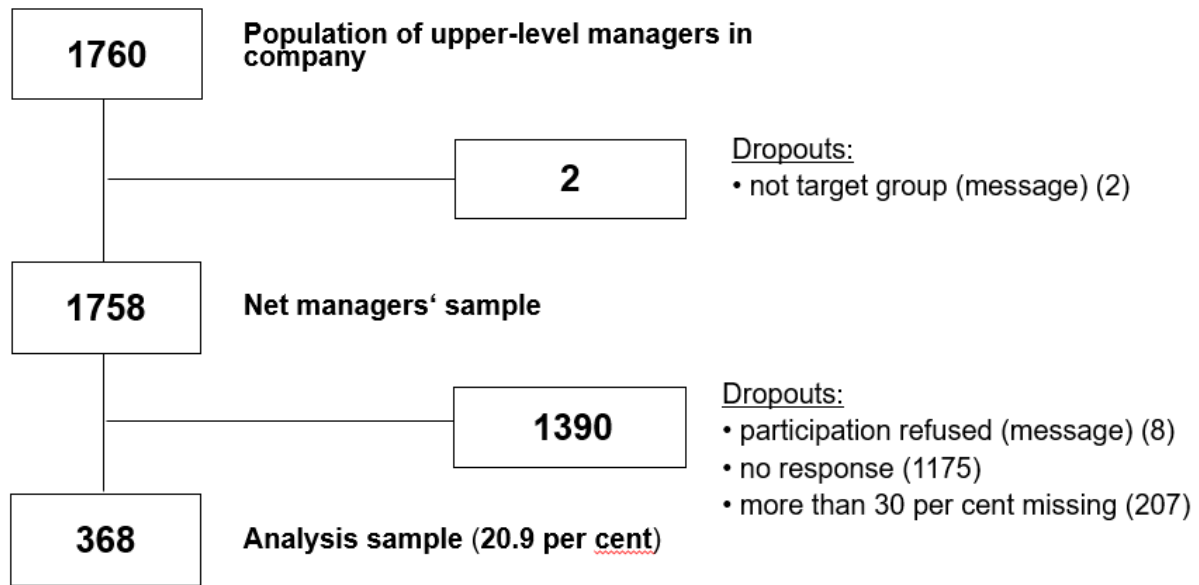 1760
Population of upper-level managers in
company
2
Dropouts:
• not target group (message) (2)
1758
Net managers‘ sample
1390
Dropouts:
• participation refused (message) (8)
• no response (1175)
• more than 30 per cent missing (207)
368
Analysis sample (20.9 per cent)